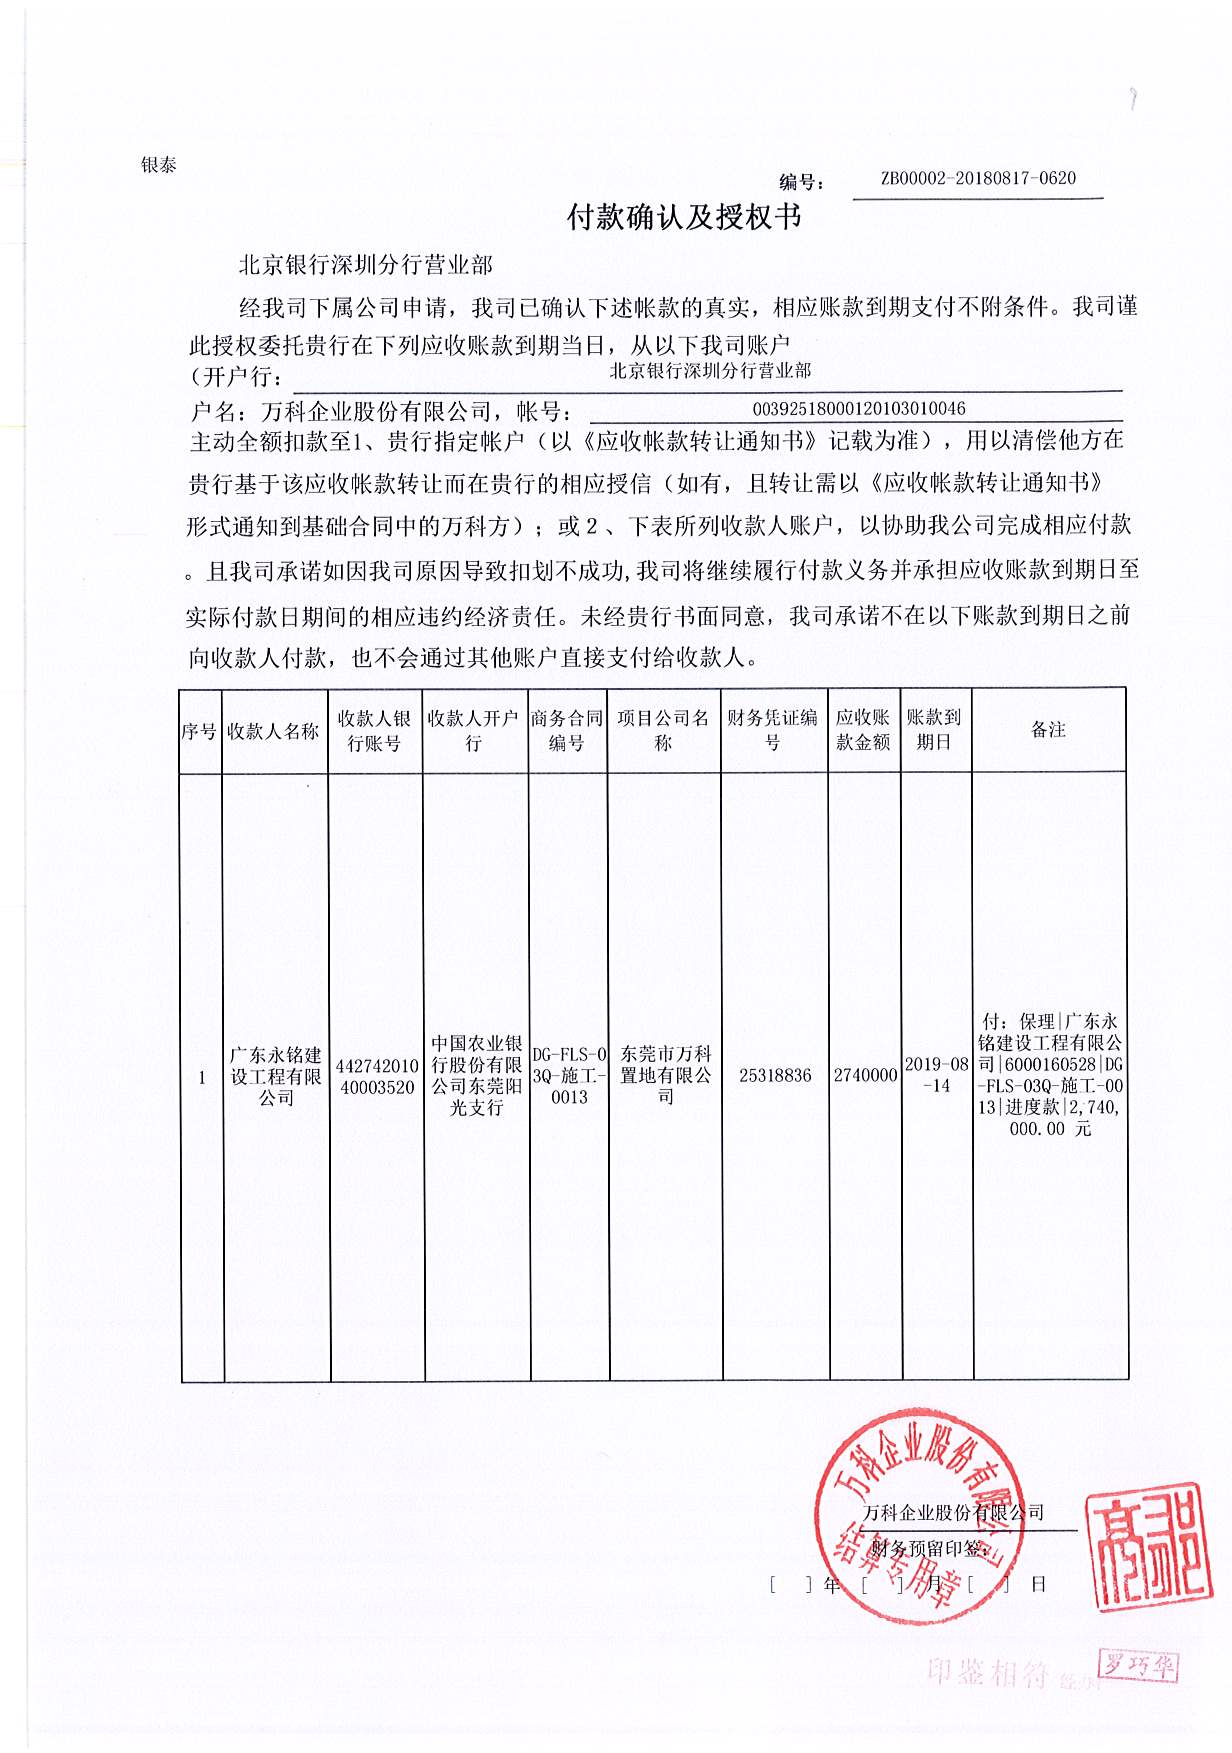 银泰
编号: ZB00002-20180817-0620
付款确认及授权书
北京银行深圳分行营业部
经我司下属公司申请，我司已确认下述帐款的真实，相应账款到期支付不附条件。我司谨
此授权委托贵行在下列应收账款到期当日，从以下我司账户
（开户行: 北京银行深圳分行营业部
户名: 万科企业股份有限公司，帐号: 00392518000120103010046
主动全额扣款至1、贵行指定帐户（以《应收帐款转让通知书》记载为准），用以清偿他方在
贵行基于该应收帐款转让而在贵行的相应授信（如有，且转让需以《应收帐款转让通知书》
形式通知到基础合同中的万科方）；或２、下表所列收款人账户，以协助我公司完成相应付款
。且我司承诺如因我司原因导致扣划不成功,我司将继续履行付款义务并承担应收账款到期日至
实际付款日期间的相应违约经济责任。未经贵行书面同意，我司承诺不在以下账款到期日之前
向收款人付款，也不会通过其他账户直接支付给收款人。
序号 收款人名称 收款人银行账号 收款人开户行 商务合同编号 项目公司名称 财务凭证编号 应收账款金额 账款到期日 备注
1 广东永铭建设工程有限公司 44274201040003520 中国农业银行股份有限公司东莞阳光支行 DG-FLS-03Q-施工-0013 东莞市万科置地有限公司 25318836 2740000 2019-08-14 付: 保理|广东永铭建设工程有限公司|6000160528|DG-FLS-03Q-施工-0013|进度款|2,740,000.00 元
万科企业股份有限公司
结算专用章
万科企业股份有限公司
财务预留印签:
[ ]年 [ ]月 [ ] 日
印鉴相符
罗巧华